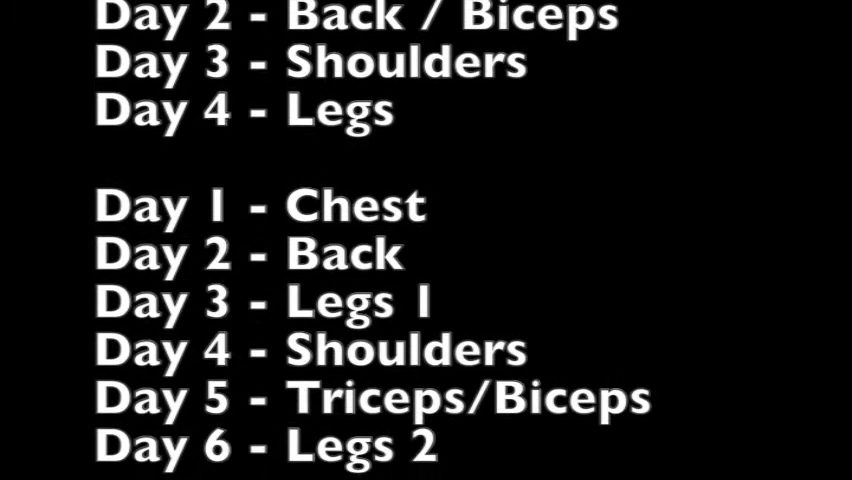 Day 2 - Back / Biceps
Day 3 - Shoulders
Day 4 - Legs
Day 1 - Chest
Day 2 - Back
Day 3 - Legs 1
Day 4 - Shoulders
Day 5 - Triceps/Biceps
Day 6 - Legs 2